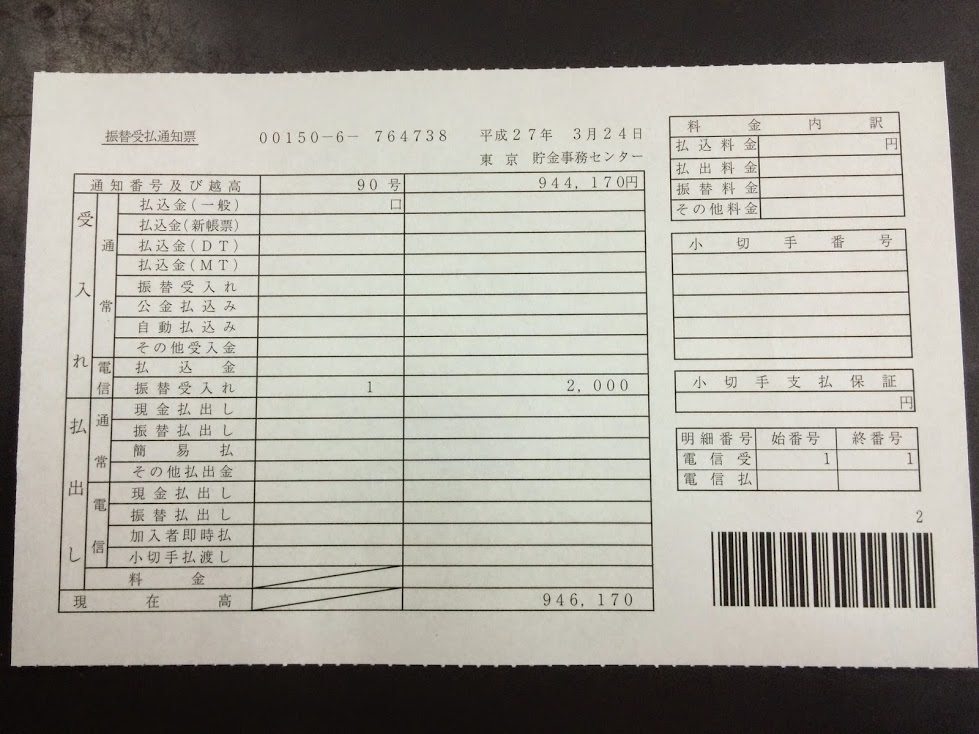 振替受払通知票 00150-6- 764738 平成27年 3月24日
東京 貯金事務センター
通知番号及び越高 90号 944,170円
受入れ
通常
払込金(一般) 口
払込金(新帳票)
払込金(DT)
払込金(MT)
振替受入れ
公金払込み
自動払込み
その他受入金
電信
払込金
振替受入れ 1 2,000
払出し
通常
現金払出し
振替払出し
簡易払
その他払出金
電信
現金払出し
振替払出し
加入者即時払
小切手払渡し
料金
現在高 946,170
料金内訳
払込料金 円
払出料金
振替料金
その他料金
小切手番号
小切手支払保証
円
明細番号 始番号 終番号
電信受 1 1
電信払
2